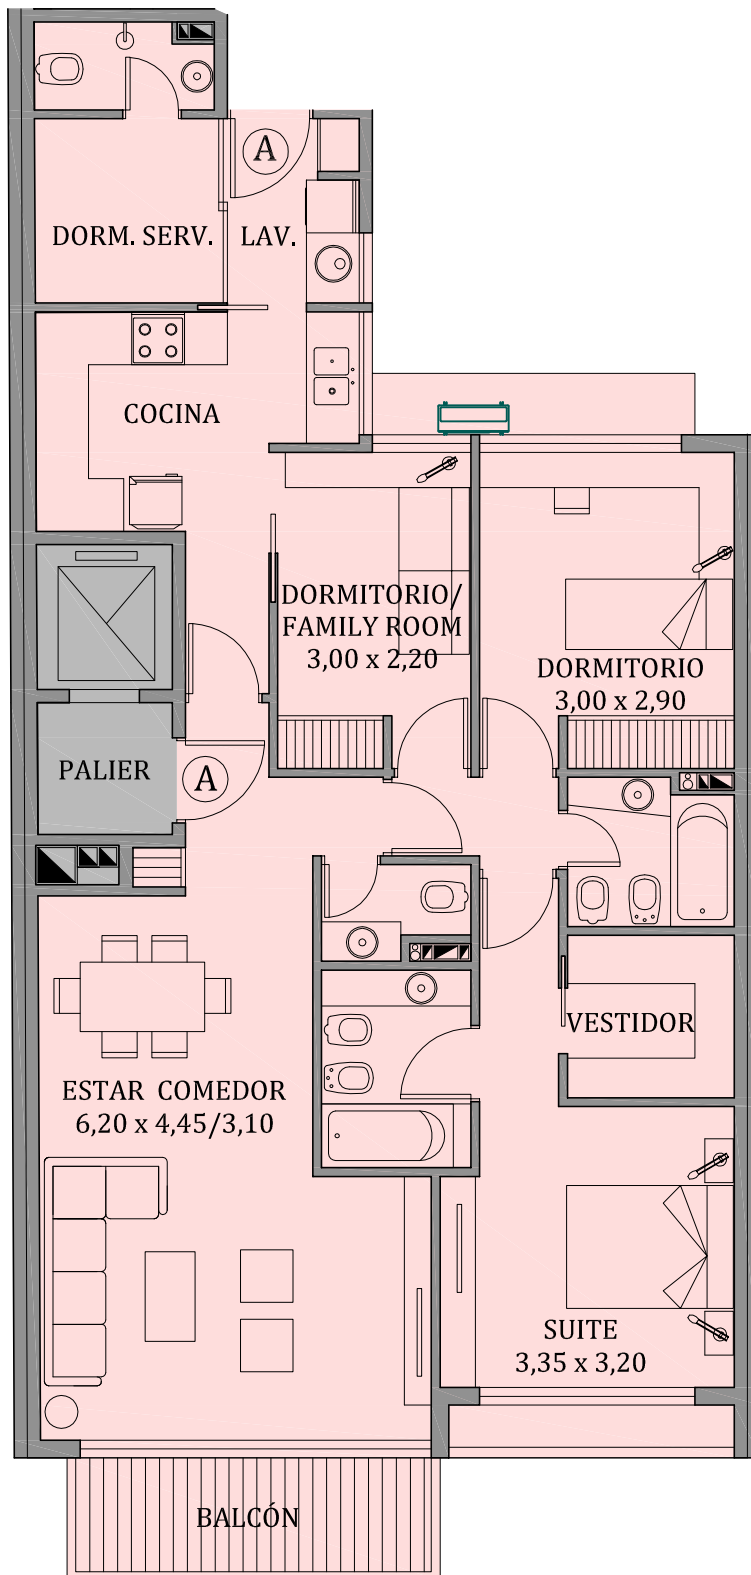 A
DORM. SERV.
LAV.
COCINA
DORMITORIO/
FAMILY ROOM
3,00 x 2,20
DORMITORIO
3,00 x 2,90
PALIER
A
VESTIDOR
ESTAR COMEDOR
6,20 x 4,45/3,10
SUITE
3,35 x 3,20
BALCÓN